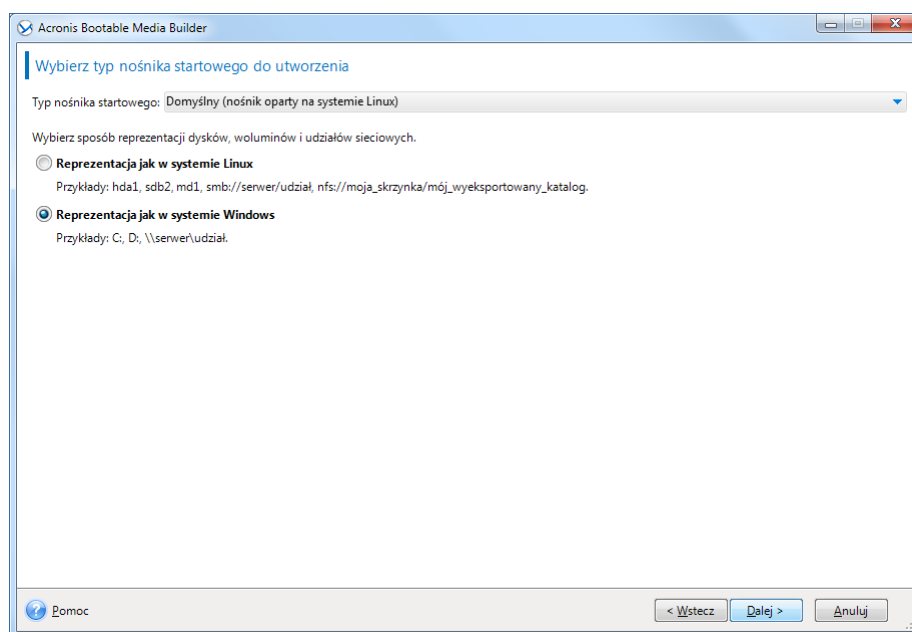 Acronis Bootable Media Builder
Wybierz typ nośnika startowego do utworzenia
Typ nośnika startowego: Domyślny (nośnik oparty na systemie Linux)
Wybierz sposób reprezentacji dysków, woluminów i udziałów sieciowych.
Reprezentacja jak w systemie Linux
Przykłady: hda1, sdb2, md1, smb://serwer/udział, nfs://moja_skrzynka/mój_wyeksportowany_katalog.
Reprezentacja jak w systemie Windows
Przykłady: C:, D:, \\serwer\udział.
Pomoc
< Wstecz
Dalej >
Anuluj